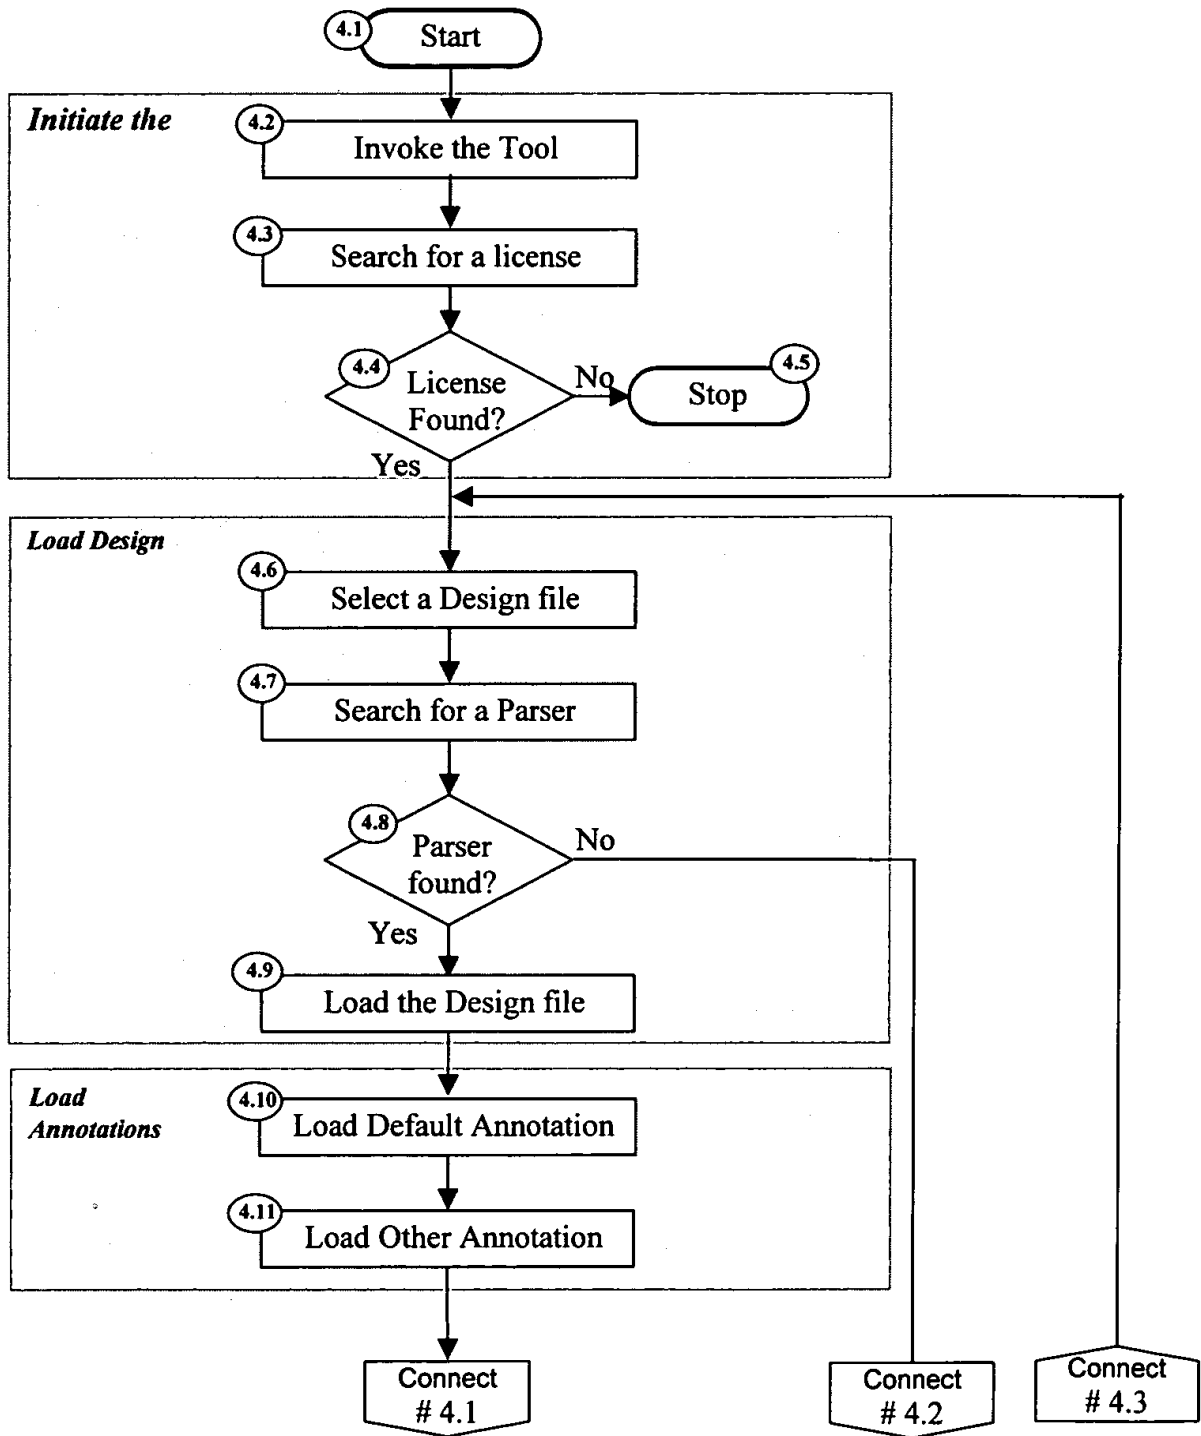 4.1
Start
Initiate the
4.2
Invoke the Tool
4.3
Search for a license
4.4
License
Found?
No
4.5
Stop
Yes
Load Design
4.6
Select a Design file
4.7
Search for a Parser
4.8
Parser
found?
No
Yes
4.9
Load the Design file
Load
Annotations
4.10
Load Default Annotation
4.11
Load Other Annotation
Connect
# 4.1
Connect
# 4.2
Connect
# 4.3